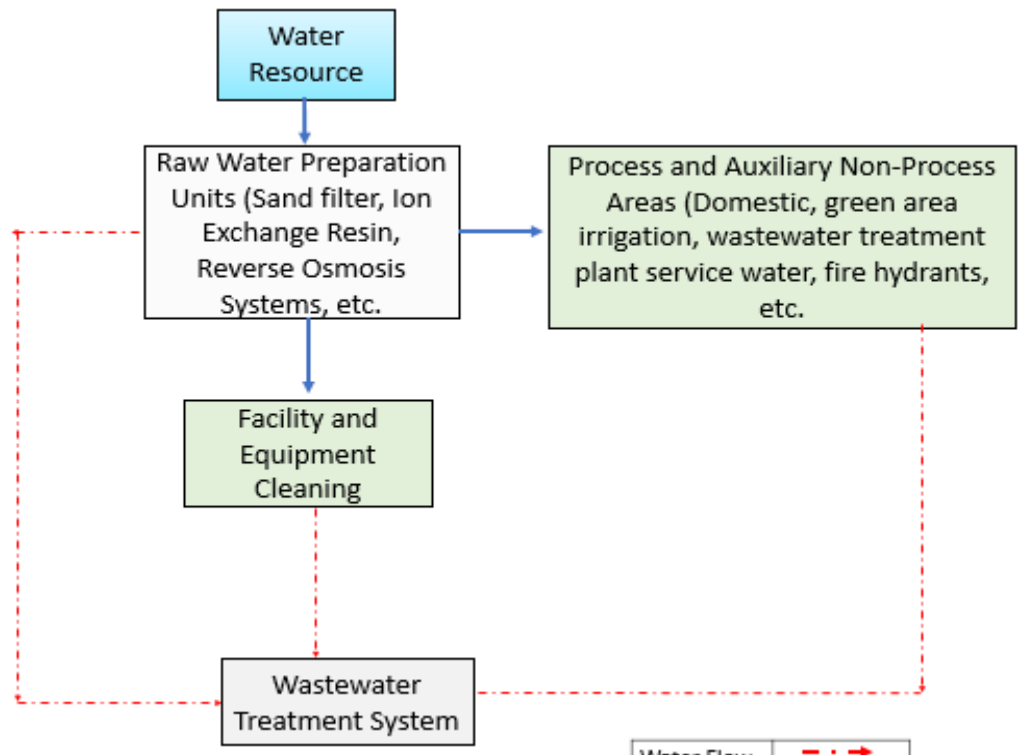 Water
Resource
Raw Water Preparation
Units (Sand filter, Ion
Exchange Resin,
Reverse Osmosis
Systems, etc.
Process and Auxiliary Non-Process
Areas (Domestic, green area
irrigation, wastewater treatment
plant service water, fire hydrants,
etc.
Facility and
Equipment
Cleaning
Wastewater
Treatment System
Water Flow